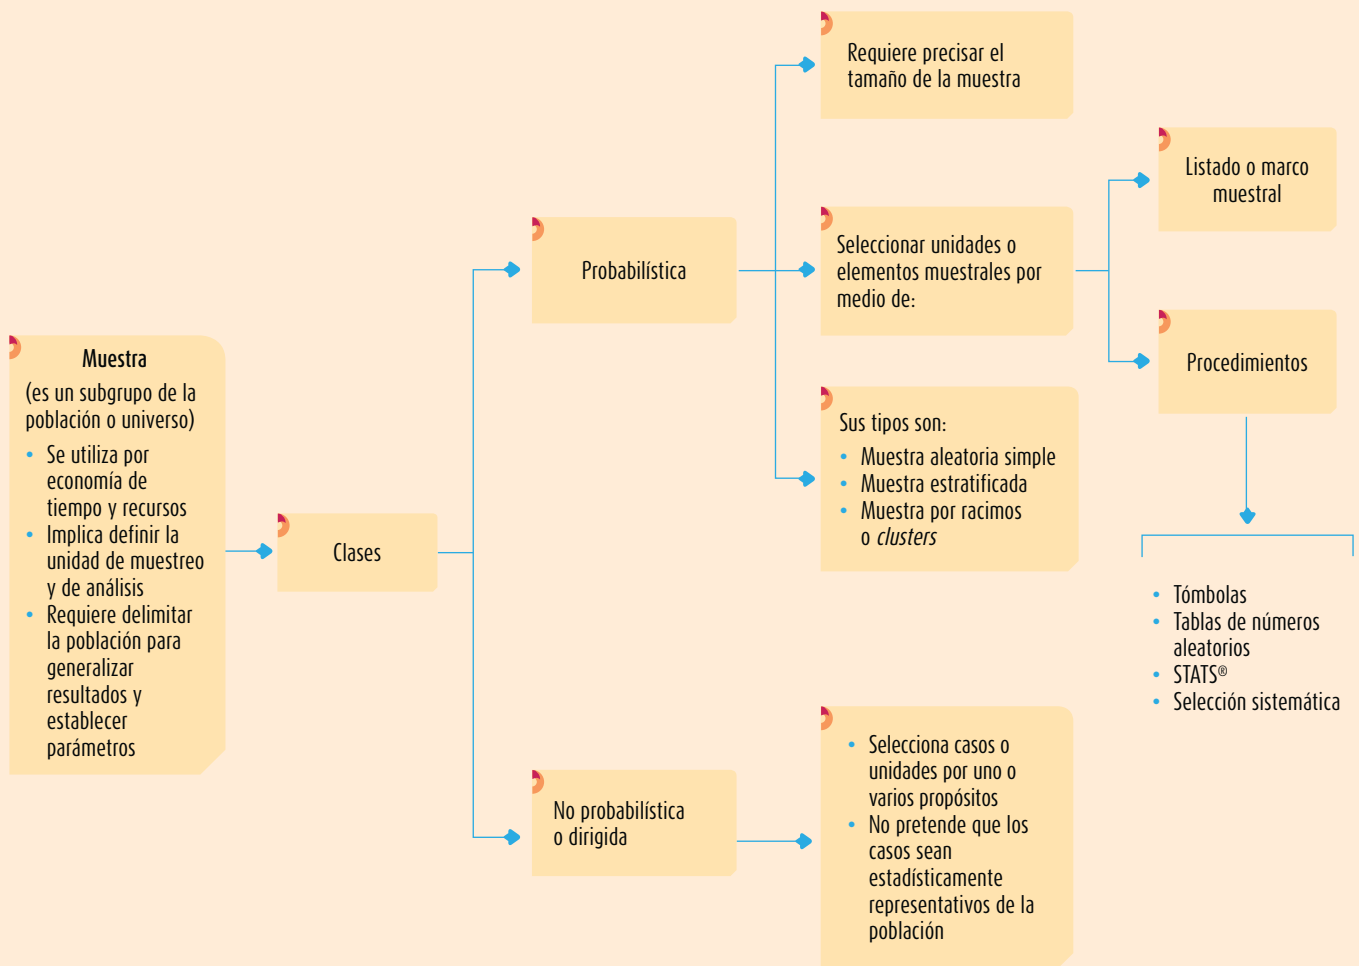 Muestra
(es un subgrupo de la
población o universo)
• Se utiliza por
economía de
tiempo y recursos
• Implica definir la
unidad de muestreo
y de análisis
• Requiere delimitar
la población para
generalizar
resultados y
establecer
parámetros
Clases
Probabilística
Requiere precisar el
tamaño de la muestra
Seleccionar unidades o
elementos muestrales por
medio de:
Listado o marco
muestral
Procedimientos
• Tómbolas
• Tablas de números
aleatorios
• STATS®
• Selección sistemática
Sus tipos son:
• Muestra aleatoria simple
• Muestra estratificada
• Muestra por racimos
o clusters
No probabilística
o dirigida
• Selecciona casos o
unidades por uno o
varios propósitos
• No pretende que los
casos sean
estadísticamente
representativos de la
población